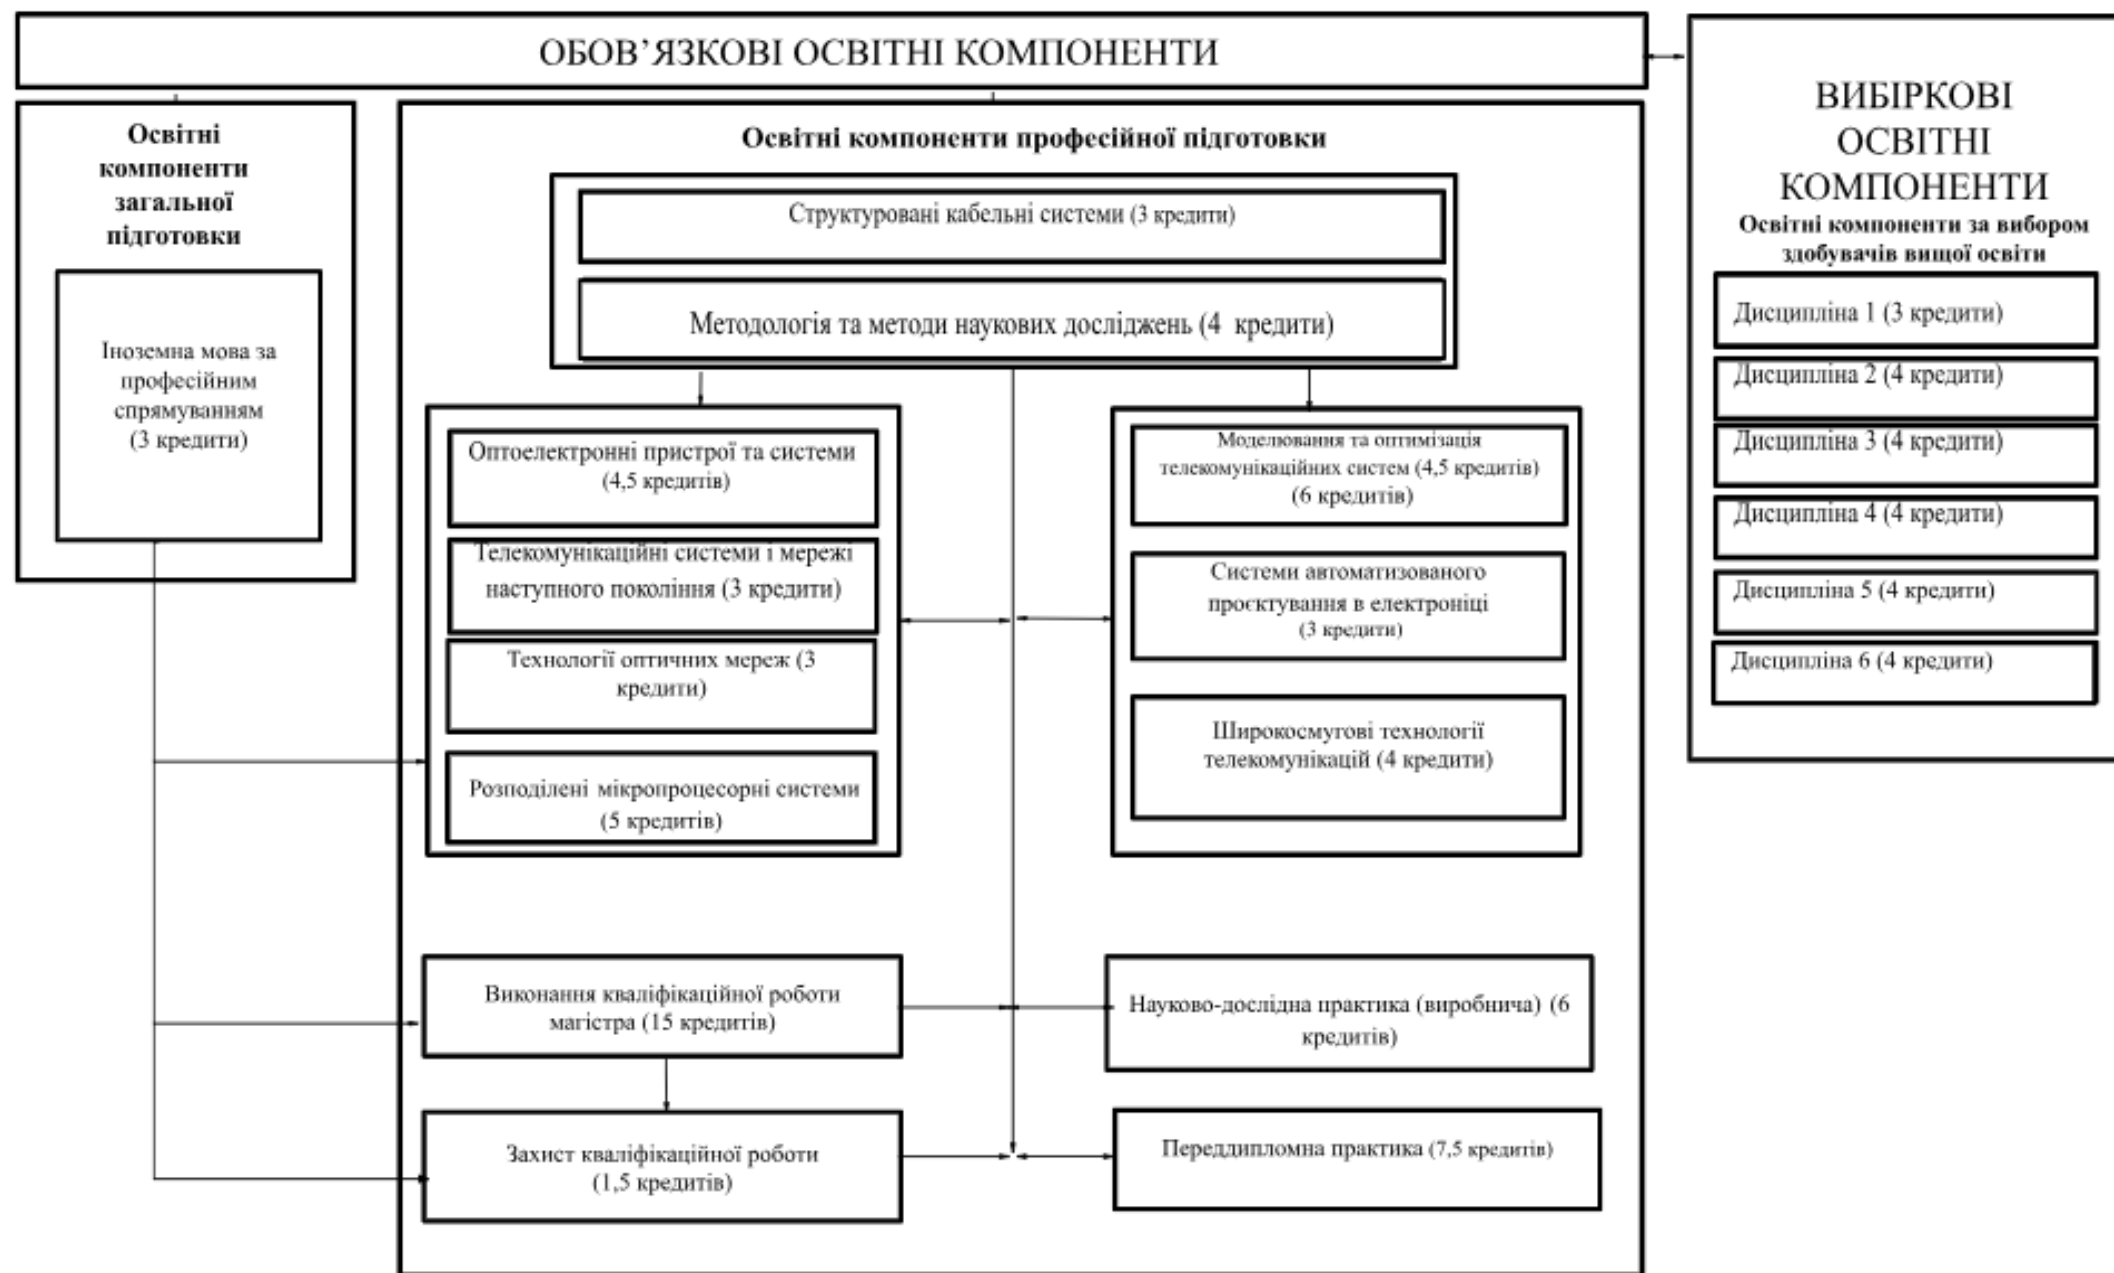 ОБОВ’ЯЗКОВІ ОСВІТНІ КОМПОНЕНТИ
Освітні
компоненти
загальної
підготовки
Іноземна мова за
професійним
спрямуванням
(3 кредити)
Освітні компоненти професійної підготовки
Структуровані кабельні системи (3 кредити)
Методологія та методи наукових досліджень (4 кредити)
Оптоелектронні пристрої та системи
(4,5 кредитів)
Телекомунікаційні системи і мережі
наступного покоління (3 кредити)
Технології оптичних мереж (3
кредити)
Розподілені мікропроцесорні системи
(5 кредитів)
Моделювання та оптимізація
телекомунікаційних систем (4,5 кредитів)
(6 кредитів)
Системи автоматизованого
проєктування в електроніці
(3 кредити)
Широкосмугові технології
телекомунікацій (4 кредити)
Виконання кваліфікаційної роботи
магістра (15 кредитів)
Науково-дослідна практика (виробнича) (6
кредитів)
Захист кваліфікаційної роботи
(1,5 кредитів)
Переддипломна практика (7,5 кредитів)
ВИБІРКОВІ
ОСВІТНІ
КОМПОНЕНТИ
Освітні компоненти за вибором
здобувачів вищої освіти
Дисципліна 1 (3 кредити)
Дисципліна 2 (4 кредити)
Дисципліна 3 (4 кредити)
Дисципліна 4 (4 кредити)
Дисципліна 5 (4 кредити)
Дисципліна 6 (4 кредити)